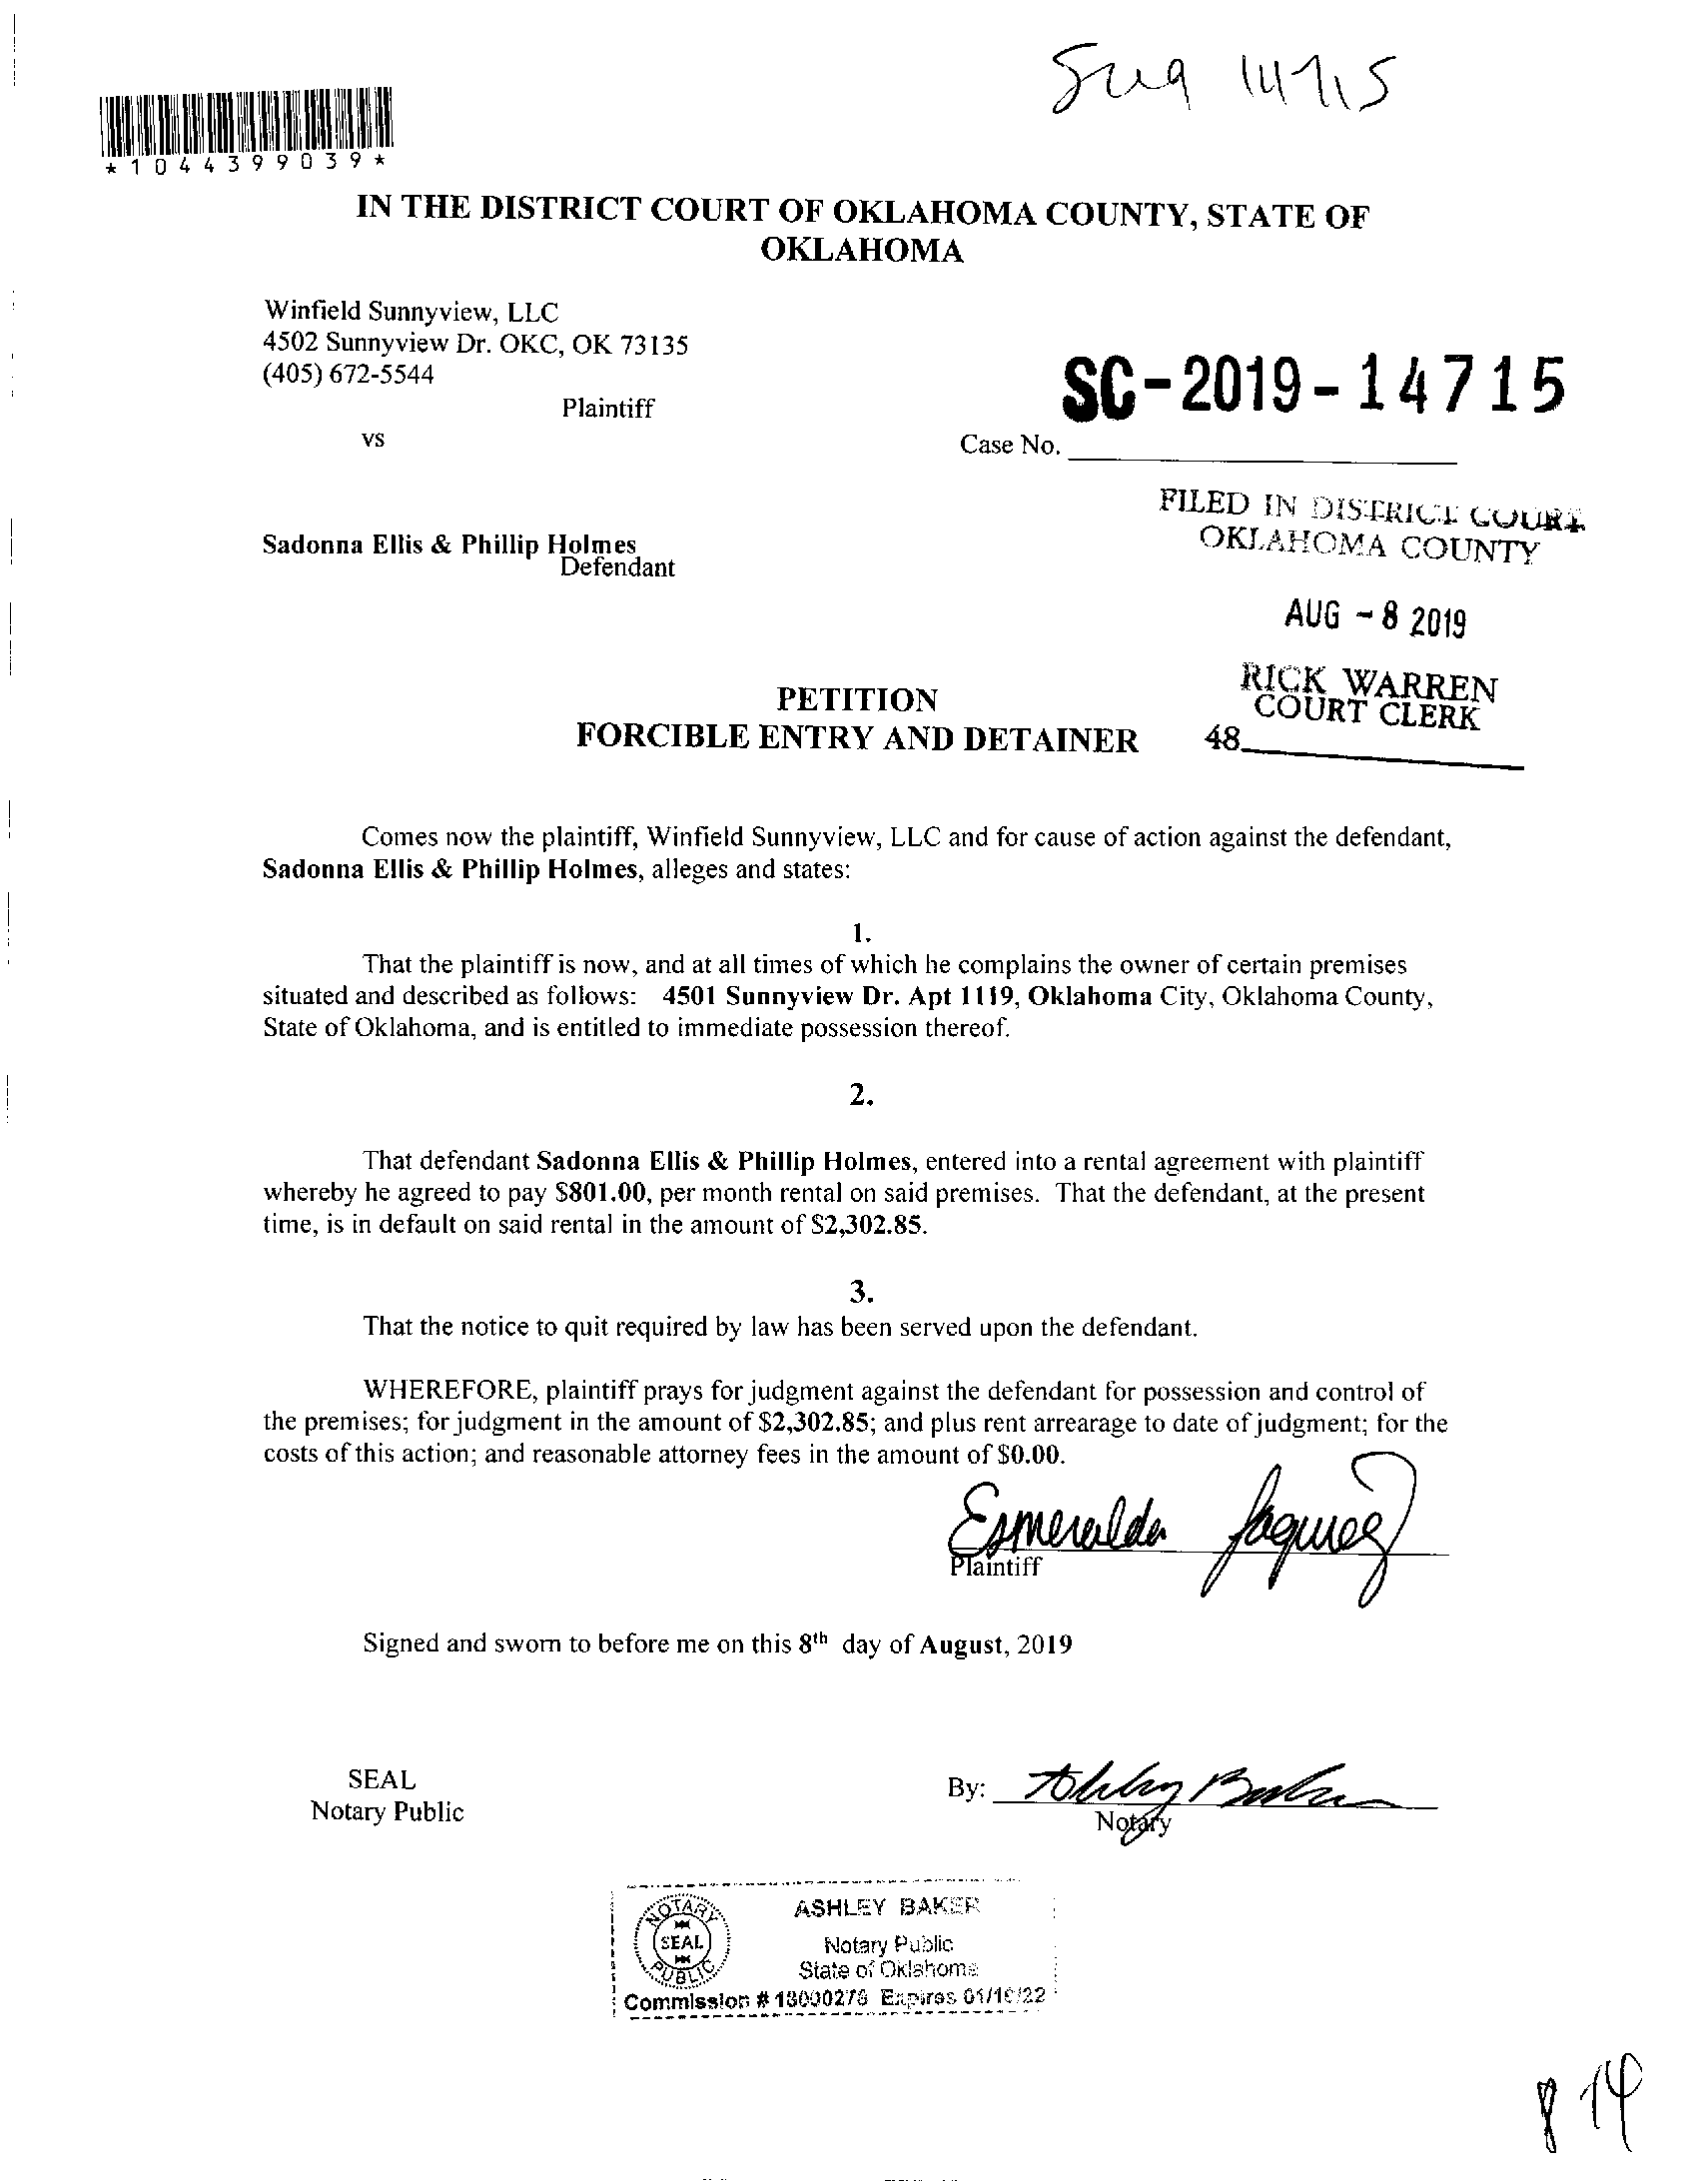 14715
*1044399039*
IN THE DISTRICT COURT OF OKLAHOMA COUNTY, STATE OF
OKLAHOMA
Winfield Sunnyview, LLC
4502 Sunnyview Dr. OKC, OK 73135
(405) 672-5544
Plaintiff
vs
SC-2019-14715
Case No.
FILED IN DISTRICT COURT
OKLAHOMA COUNTY
Sadonna Ellis & Phillip Holmes
Defendant
AUG -8 2019
RICK WARREN
COURT CLERK
48
PETITION
FORCIBLE ENTRY AND DETAINER
Comes now the plaintiff, Winfield Sunnyview, LLC and for cause of action against the defendant,
Sadonna Ellis & Phillip Holmes, alleges and states:
1.
That the plaintiff is now, and at all times of which he complains the owner of certain premises
situated and described as follows: 4501 Sunnyview Dr. Apt 1119, Oklahoma City, Oklahoma County,
State of Oklahoma, and is entitled to immediate possession thereof.
2.
That defendant Sadonna Ellis & Phillip Holmes, entered into a rental agreement with plaintiff
whereby he agreed to pay $801.00, per month rental on said premises. That the defendant, at the present
time, is in default on said rental in the amount of $2,302.85.
3.
That the notice to quit required by law has been served upon the defendant.
WHEREFORE, plaintiff prays for judgment against the defendant for possession and control of
the premises; for judgment in the amount of $2,302.85; and plus rent arrearage to date of judgment; for the
costs of this action; and reasonable attorney fees in the amount of $0.00.
Esmeralda Jaquez
Plaintiff
Signed and sworn to before me on this 8th day of August, 2019
SEAL
Notary Public
By: Ashley Baker
Notary
NOTARY SEAL PUBLIC
ASHLEY BAKER
Notary Public
State of Oklahoma
Commission # Expires
8 14